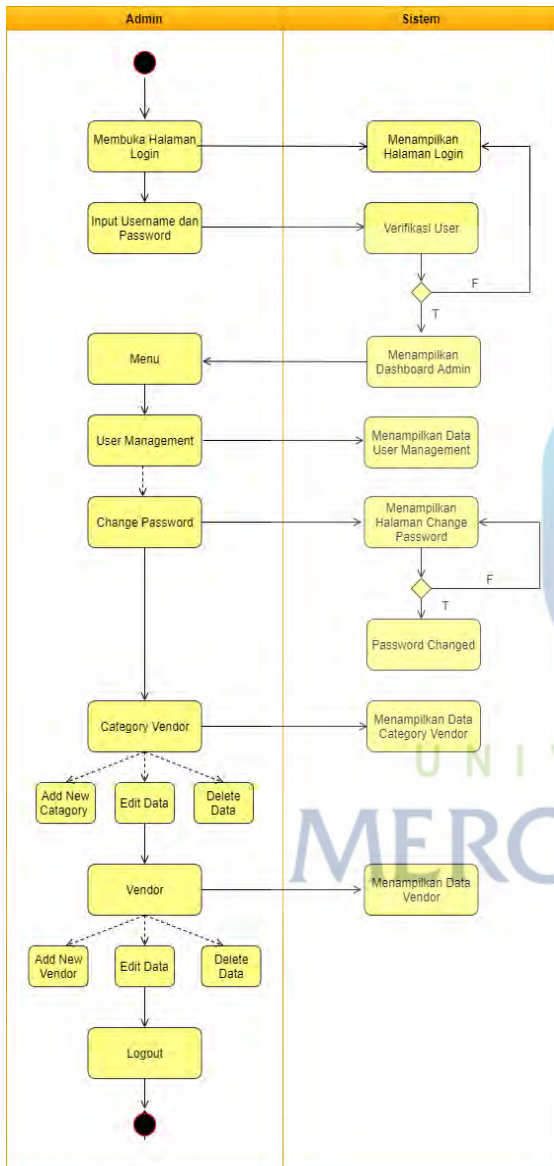 Admin
Sistem
Membuka Halaman
Login
Menampilkan
Halaman Login
Input Username dan
Password
Verifikasi User
F
T
Menu
Menampilkan
Dashboard Admin
User Management
Menampilkan Data
User Management
Change Password
Menampilkan
Halaman Change
Password
F
T
Password Changed
Category Vendor
Menampilkan Data
Category Vendor
UNIV
Add New
Catagory
Edit Data
Delete
Data
MERC
Vendor
Menampilkan Data
Vendor
Add New
Vendor
Edit Data
Delete
Data
Logout